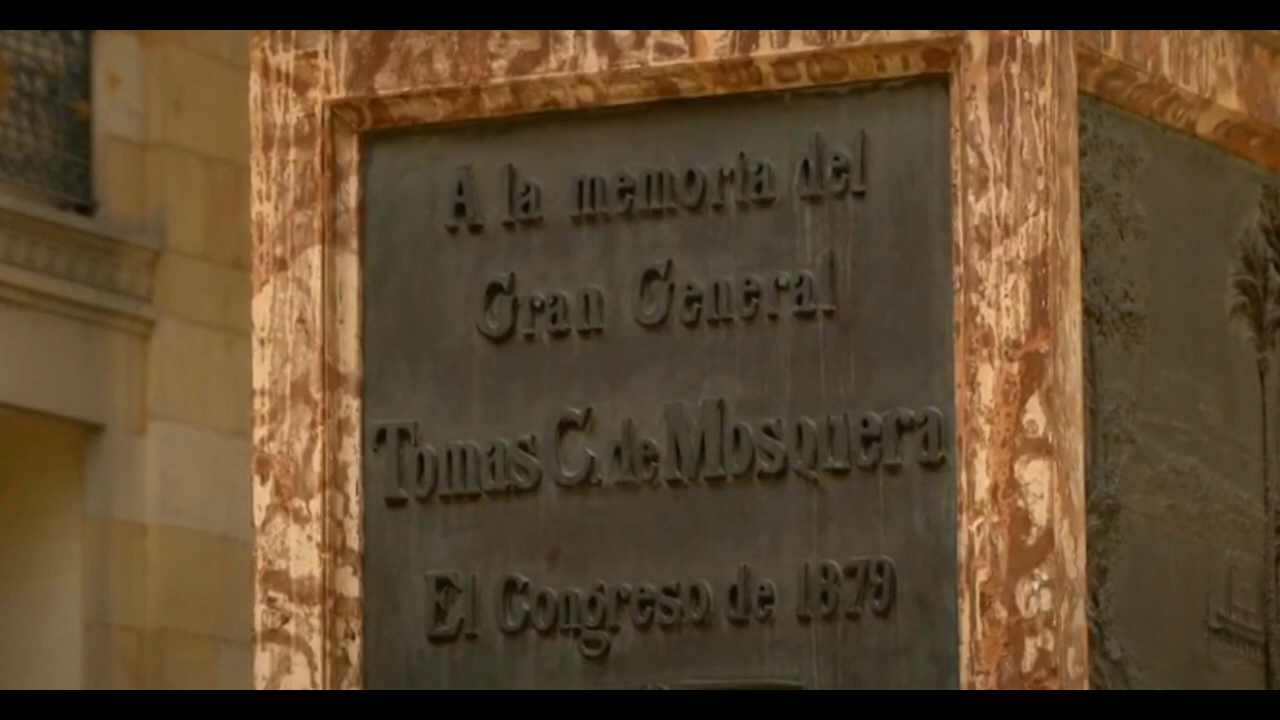 A la memoria del
Gran General
Tomas C. de Mosquera
El Congreso de 1879